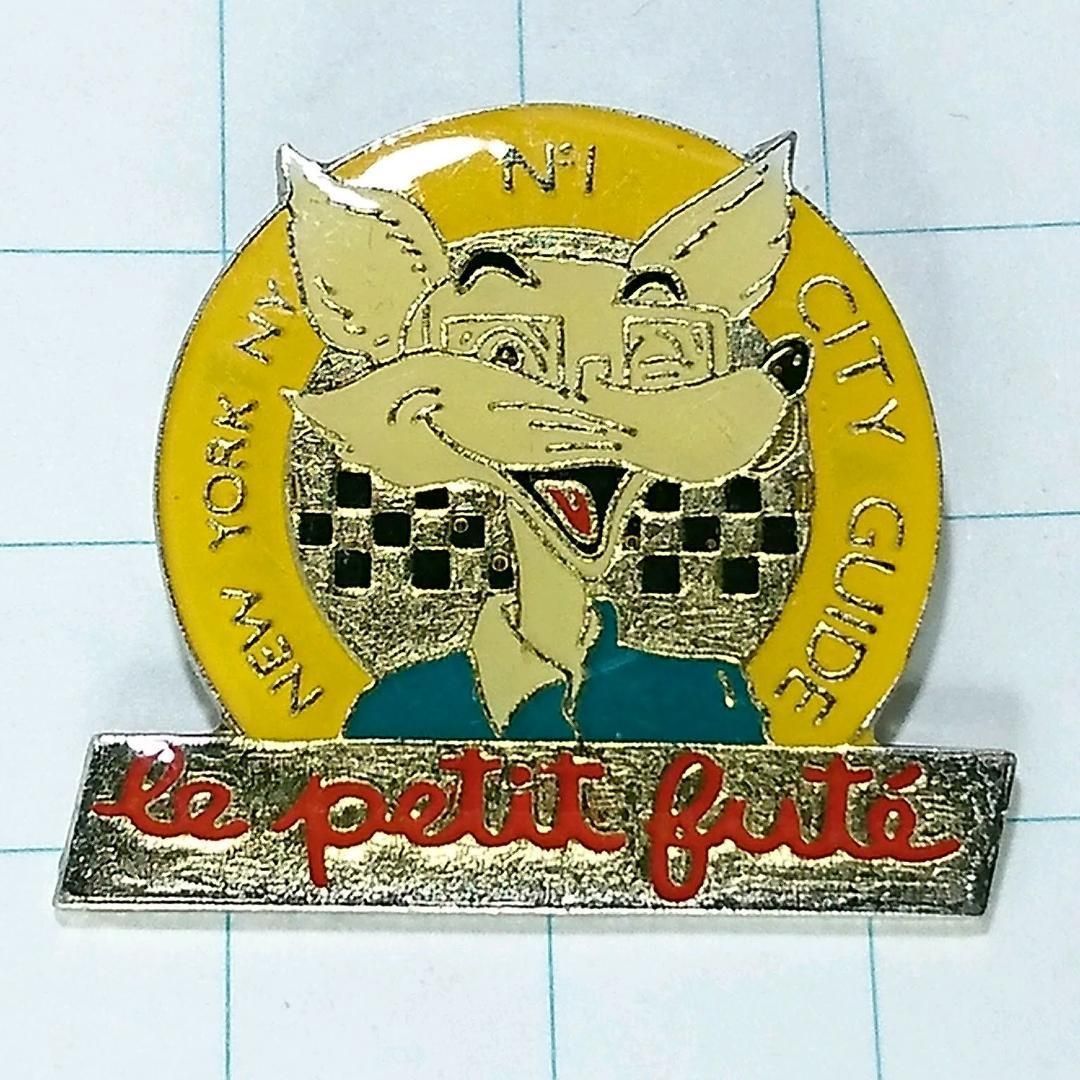 NEW YORK NY
N°1
CITY GUIDE
le petit futé